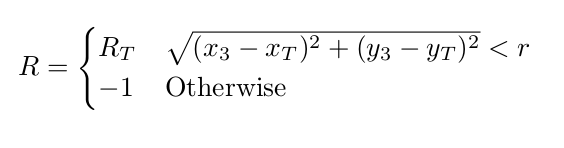 R = { R_T   √((x_3 − x_T)^2 + (y_3 − y_T)^2) < r
−1   Otherwise